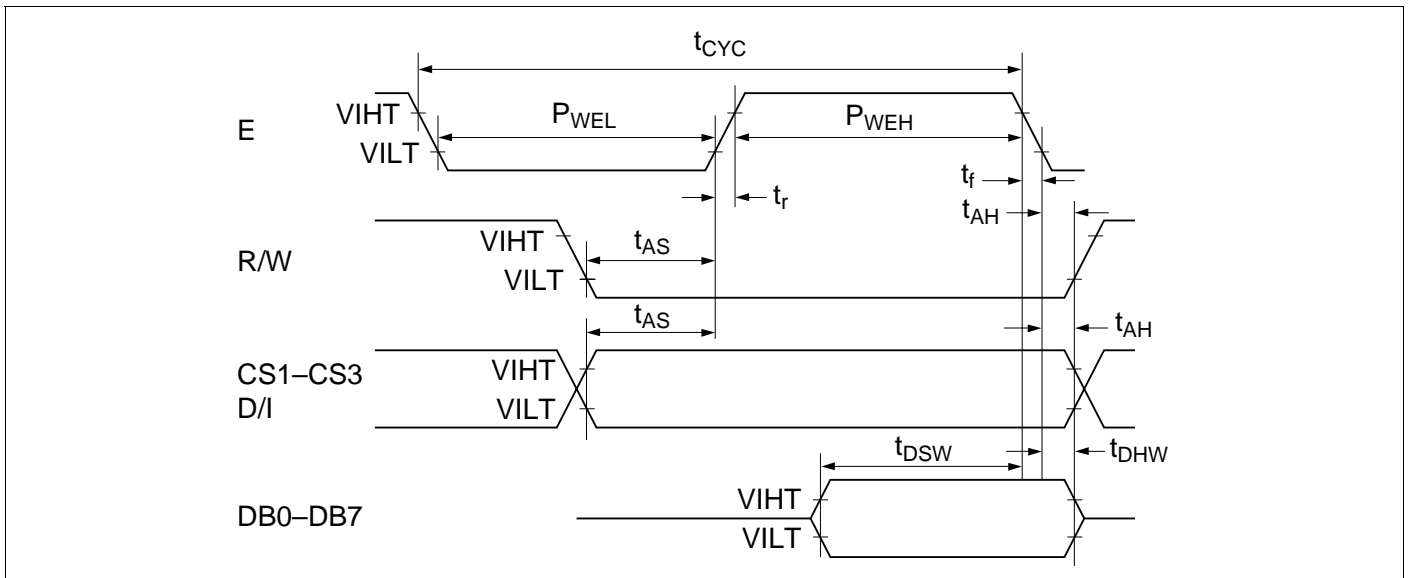 tCYC
E
VIHT
PWEL
PWEH
VILT
tf
tr
tAH
R/W
VIHT
tAS
VILT
tAS
tAH
CS1–CS3
VIHT
D/I
VILT
tDSW
tDHW
DB0–DB7
VIHT
VILT